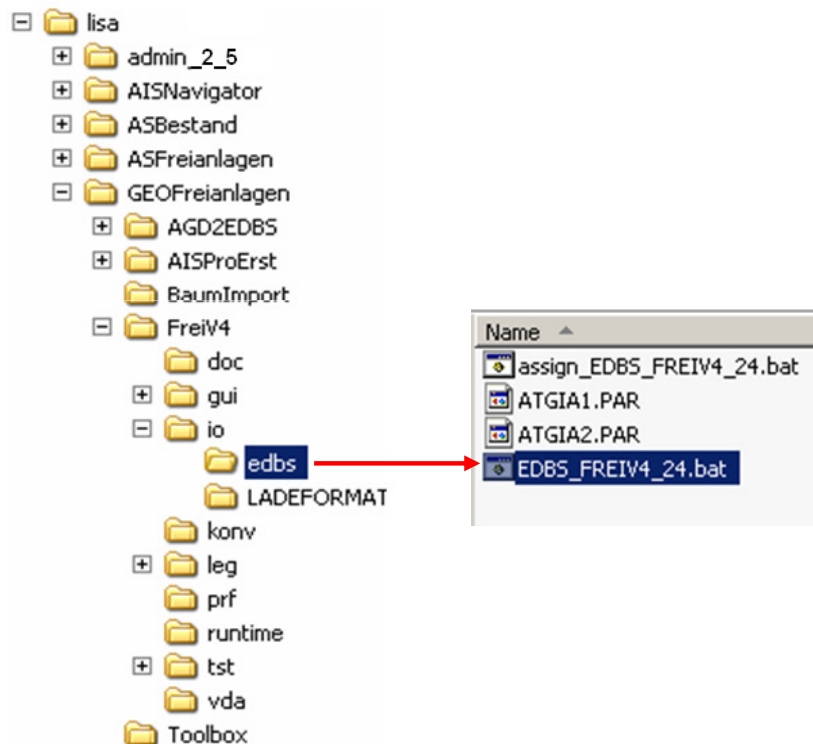 lisa
admin_2_5
AISNavigator
ASBestand
ASFreianlagen
GEOFreianlagen
AGD2EDBS
AISProErst
BaumImport
FreiV4
doc
gui
io
edbs
LADEFORMAT
konv
leg
prf
runtime
tst
vda
Toolbox
Name
assign_EDBS_FREIV4_24.bat
ATGIA1.PAR
ATGIA2.PAR
EDBS_FREIV4_24.bat